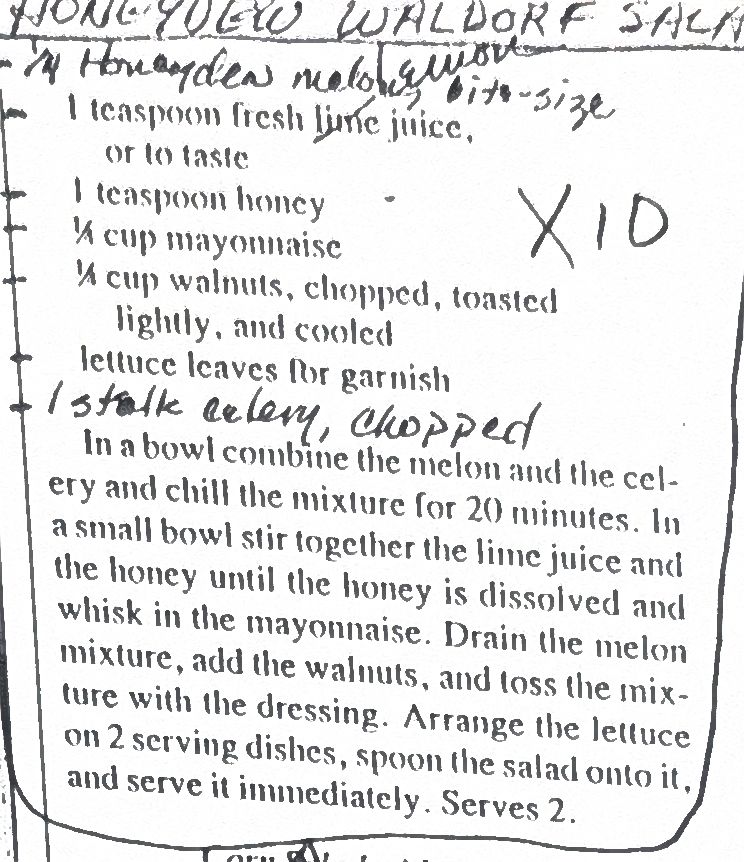 HONEYDEW WALDORF SALA
1/4 Honeydew melon, bite-size
lemon
1 teaspoon fresh lime juice,
or to taste
1 teaspoon honey
X10
1/4 cup mayonnaise
1/4 cup walnuts, chopped, toasted
lightly, and cooled
lettuce leaves for garnish
1 stalk celery, chopped
In a bowl combine the melon and the cel-
ery and chill the mixture for 20 minutes. In
a small bowl stir together the lime juice and
the honey until the honey is dissolved and
whisk in the mayonnaise. Drain the melon
mixture, add the walnuts, and toss the mix-
ture with the dressing. Arrange the lettuce
on 2 serving dishes, spoon the salad onto it,
and serve it immediately. Serves 2.